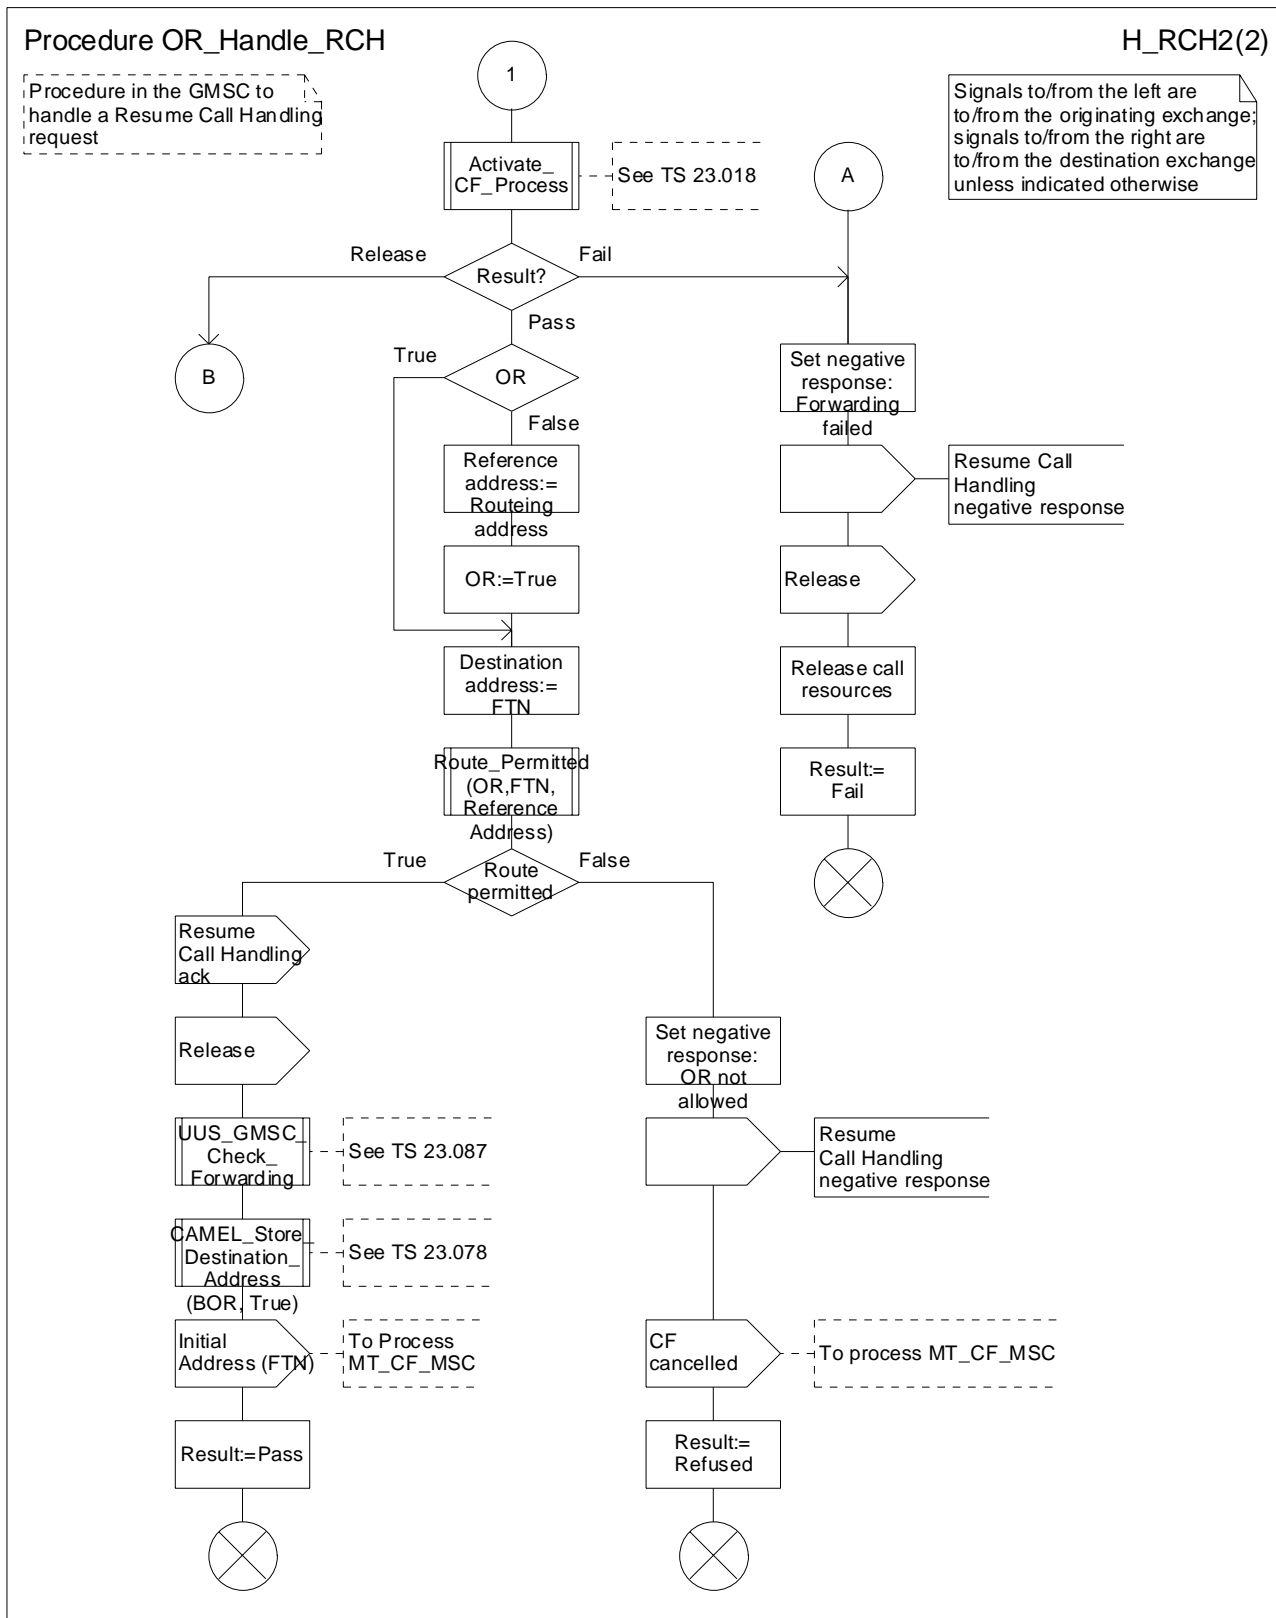 Procedure OR_Handle_RCH
H_RCH2(2)
Procedure in the GMSC to
handle a Resume Call Handling
request
1
Signals to/from the left are
to/from the originating exchange;
signals to/from the right are
to/from the destination exchange
unless indicated otherwise
Activate_
CF_Process
See TS 23.018
A
Release
Result?
Fail
Pass
B
True
OR
False
Set negative
response:
Forwarding
failed
Reference
address:=
Routeing
address
Resume Call
Handling
negative response
OR:=True
Release
Destination
address:=
FTN
Release call
resources
Route_Permitted
(OR,FTN,
Reference
Address)
Result:=
Fail
True
Route
permitted
False
Resume
Call Handling
ack
Release
Set negative
response:
OR not
allowed
UUS_GMSC_
Check_
Forwarding
See TS 23.087
Resume
Call Handling
negative response
CAMEL_Store_
Destination_
Address
(BOR, True)
See TS 23.078
Initial
Address (FTN)
To Process
MT_CF_MSC
CF
cancelled
To process MT_CF_MSC
Result:=Pass
Result:=
Refused